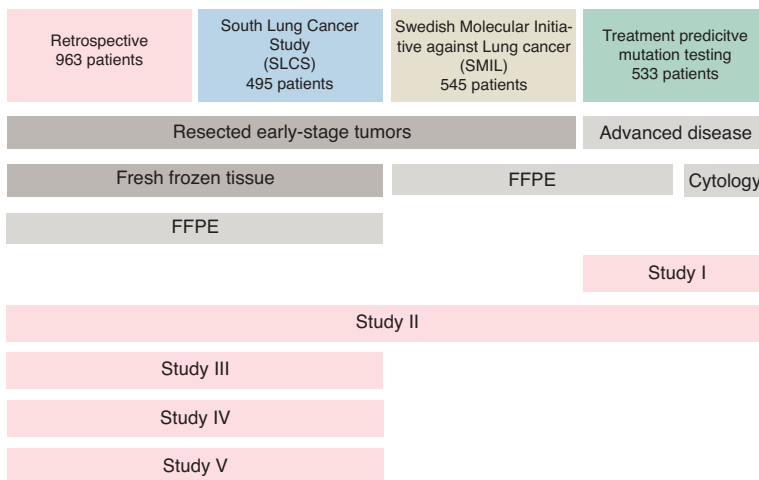 Retrospective
963 patients
South Lung Cancer
Study
(SLCS)
495 patients
Swedish Molecular Initia-
ative against Lung cancer
(SMIL)
545 patients
Treatment predicitve
mutation testing
533 patients
Resected early-stage tumors
Advanced disease
Fresh frozen tissue
FFPE
Cytology
FFPE
Study I
Study II
Study III
Study IV
Study V